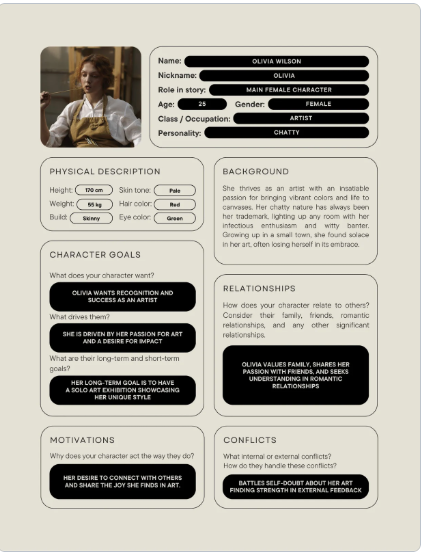 Name: OLIVIA WILSON
Nickname: OLIVIA
Role in story: MAIN FEMALE CHARACTER
Age: 25 Gender: FEMALE
Class / Occupation: ARTIST
Personality: CHATTY
PHYSICAL DESCRIPTION
Height: 170 cm Skin tone: Pale
Weight: 55 kg Hair color: Red
Build: Skinny Eye color: Green
BACKGROUND
She thrives as an artist with an insatiable
passion for bringing vibrant colors and life to
canvases. Her chatty nature has always been
her trademark, lighting up any room with her
infectious enthusiasm and witty banter.
Growing up in a small town, she found solace
in her art, often losing herself in its embrace.
CHARACTER GOALS
What does your character want?
OLIVIA WANTS RECOGNITION AND
SUCCESS AS AN ARTIST
What drives them?
SHE IS DRIVEN BY HER PASSION FOR ART
AND A DESIRE FOR IMPACT
What are their long-term and short-term
goals?
HER LONG-TERM GOAL IS TO HAVE
A SOLO ART EXHIBITION SHOWCASING
HER UNIQUE STYLE
RELATIONSHIPS
How does your character relate to others?
Consider their family, friends, romantic
relationships, and any other significant
relationships.
OLIVIA VALUES FAMILY, SHARES HER
PASSION WITH FRIENDS, AND SEEKS
UNDERSTANDING IN ROMANTIC
RELATIONSHIPS
MOTIVATIONS
Why does your character act the way they do?
HER DESIRE TO CONNECT WITH OTHERS
AND SHARE THE JOY SHE FINDS IN ART.
CONFLICTS
What internal or external conflicts?
How do they handle these conflicts?
BATTLES SELF-DOUBT ABOUT HER ART
FINDING STRENGTH IN EXTERNAL FEEDBACK